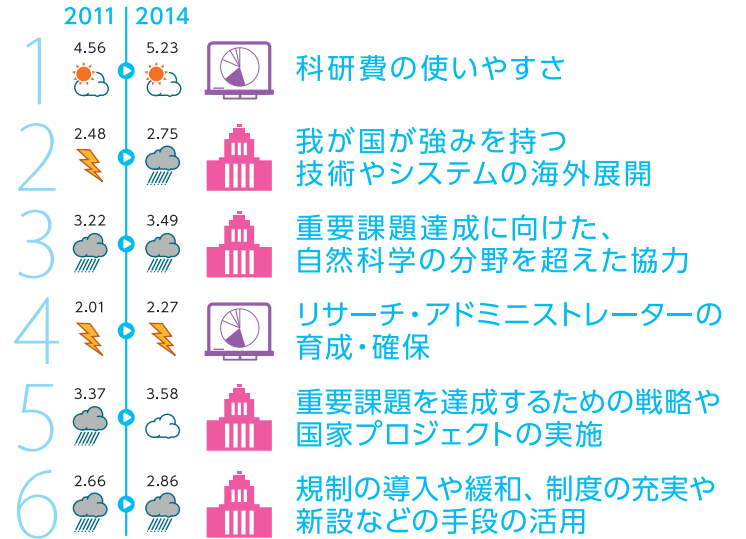 2011 2014
1 4.56 5.23 科研費の使いやすさ
2 2.48 2.75 我が国が強みを持つ
技術やシステムの海外展開
3 3.22 3.49 重要課題達成に向けた、
自然科学の分野を超えた協力
4 2.01 2.27 リサーチ・アドミニストレーターの
育成・確保
5 3.37 3.58 重要課題を達成するための戦略や
国家プロジェクトの実施
6 2.66 2.86 規制の導入や緩和、制度の充実や
新設などの手段の活用